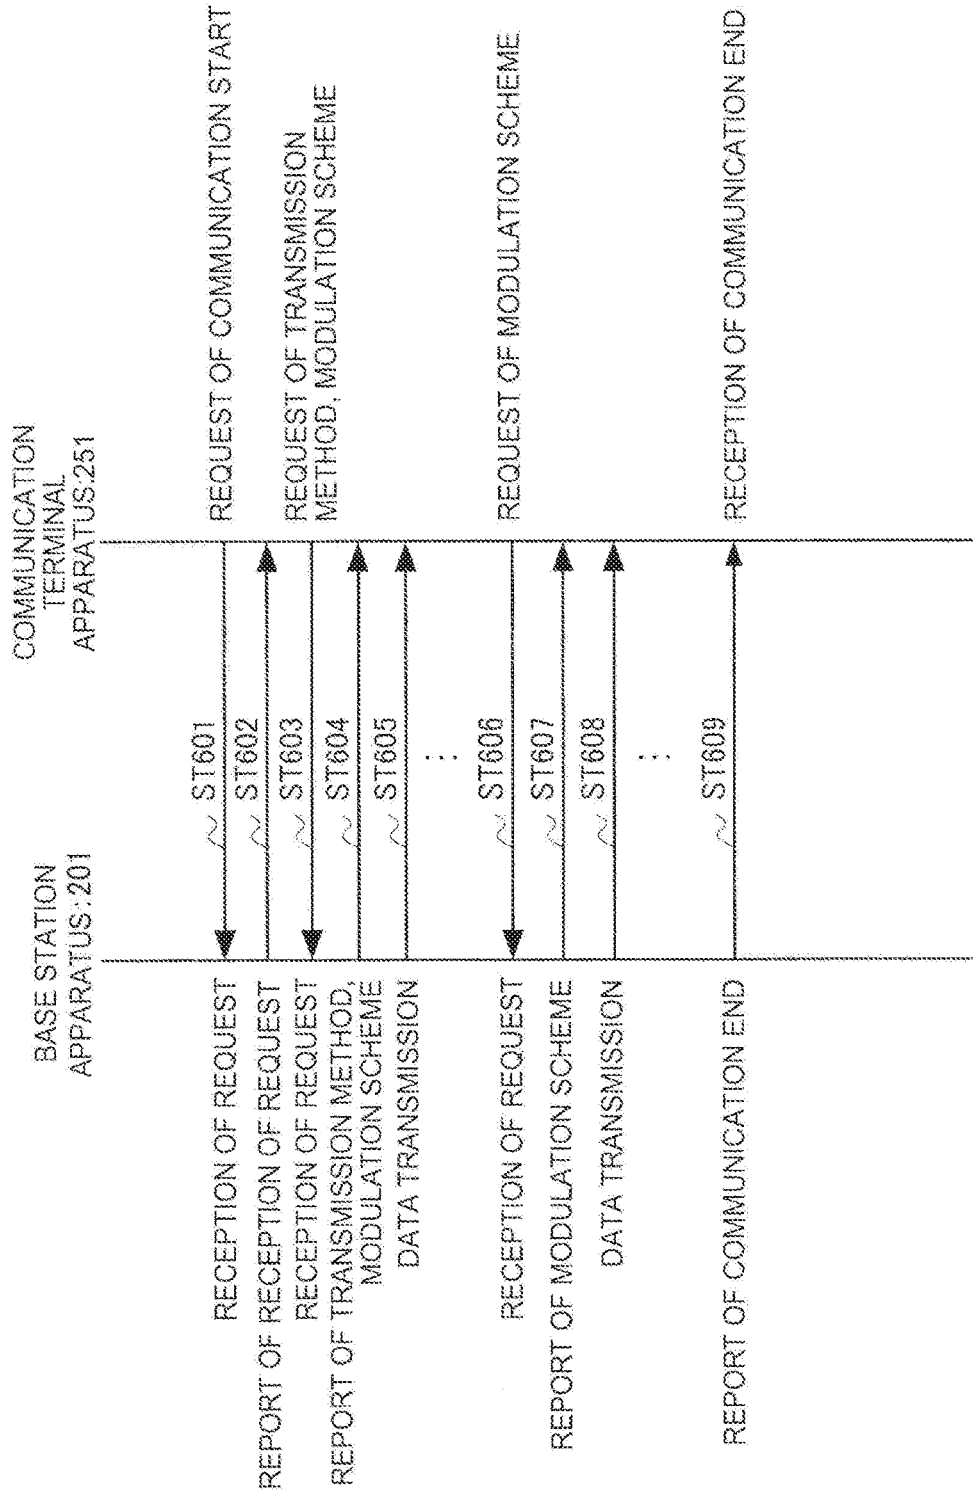 BASE STATION
APPARATUS:201
COMMUNICATION
TERMINAL
APPARATUS:251
RECEPTION OF REQUEST
ST601
REQUEST OF COMMUNICATION START
REPORT OF RECEPTION OF REQUEST
ST602
RECEPTION OF REQUEST
ST603
REQUEST OF TRANSMISSION
METHOD, MODULATION SCHEME
REPORT OF TRANSMISSION METHOD,
MODULATION SCHEME
ST604
DATA TRANSMISSION
ST605
...
RECEPTION OF REQUEST
ST606
REQUEST OF MODULATION SCHEME
REPORT OF MODULATION SCHEME
ST607
DATA TRANSMISSION
ST608
...
REPORT OF COMMUNICATION END
ST609
RECEPTION OF COMMUNICATION END